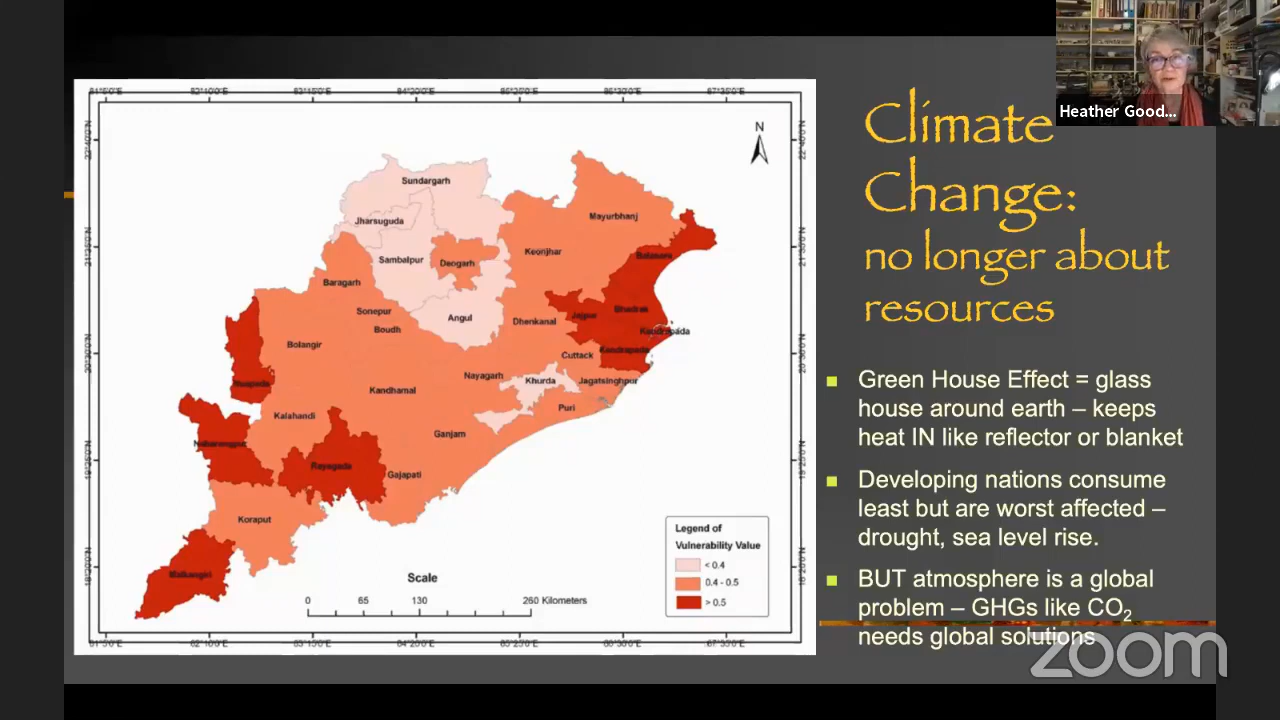 Heather Good...
Climate
Change:
no longer about
resources
Green House Effect = glass
house around earth – keeps
heat IN like reflector or blanket
Developing nations consume
least but are worst affected –
drought, sea level rise.
BUT atmosphere is a global
problem – GHGs like CO₂
needs global solutions
N
Sundargarh
Jharsuguda
Mayurbhanj
Keonjhar
Balasore
Sambalpur
Deogarh
Baragarh
Sonepur
Angul
Bhadrak
Jajpur
Dhenkanal
Boudh
Kendrapada
Bolangir
Kendrapada
Cuttack
Nayagarh
Khurda
Jagatsinghpur
Nuapada
Kandhamal
Puri
Kalahandi
Ganjam
Nabarangpur
Rayagada
Gajapati
Koraput
Malkangiri
Legend of
Vulnerability Value
< 0.4
0.4 - 0.5
> 0.5
Scale
0 65 130 260 Kilometers
zoom